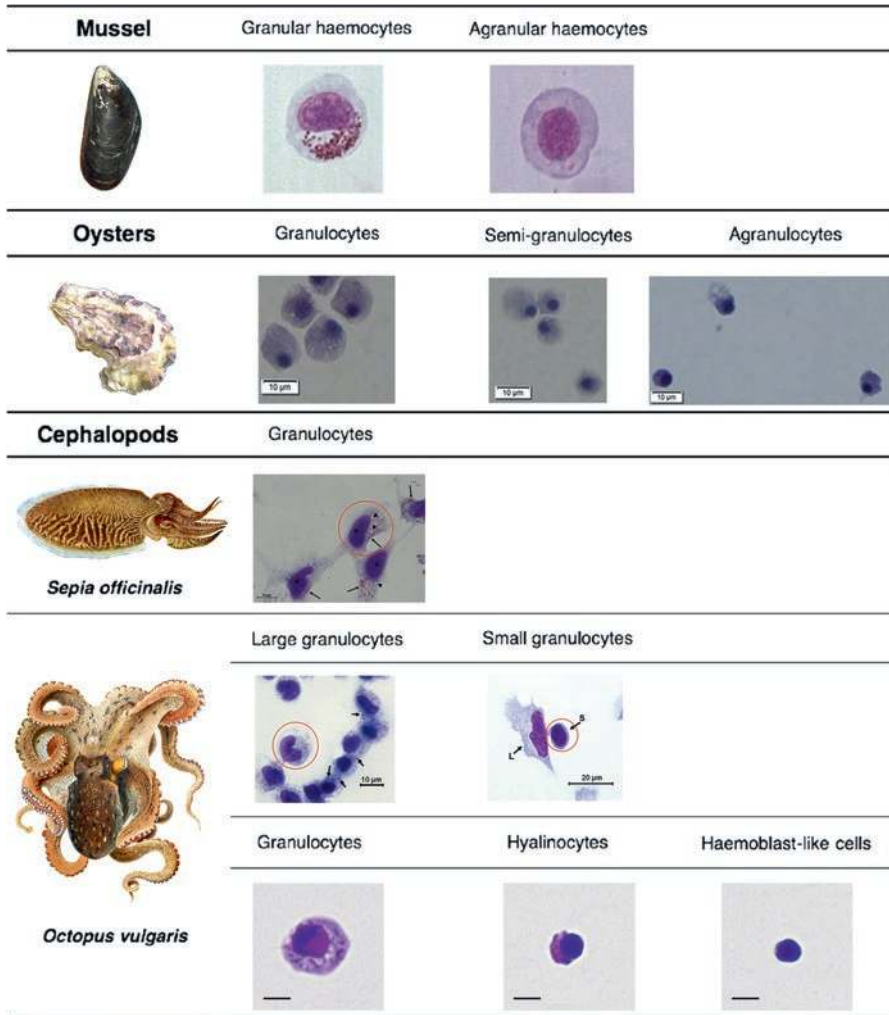 Mussel Granular haemocytes Agranular haemocytes
Oysters Granulocytes Semi-granulocytes Agranulocytes
10 µm 10 µm 10 µm
Cephalopods Granulocytes
Sepia officinalis
Large granulocytes Small granulocytes
S
L
10 µm 20 µm
Granulocytes Hyalinocytes Haemoblast-like cells
Octopus vulgaris